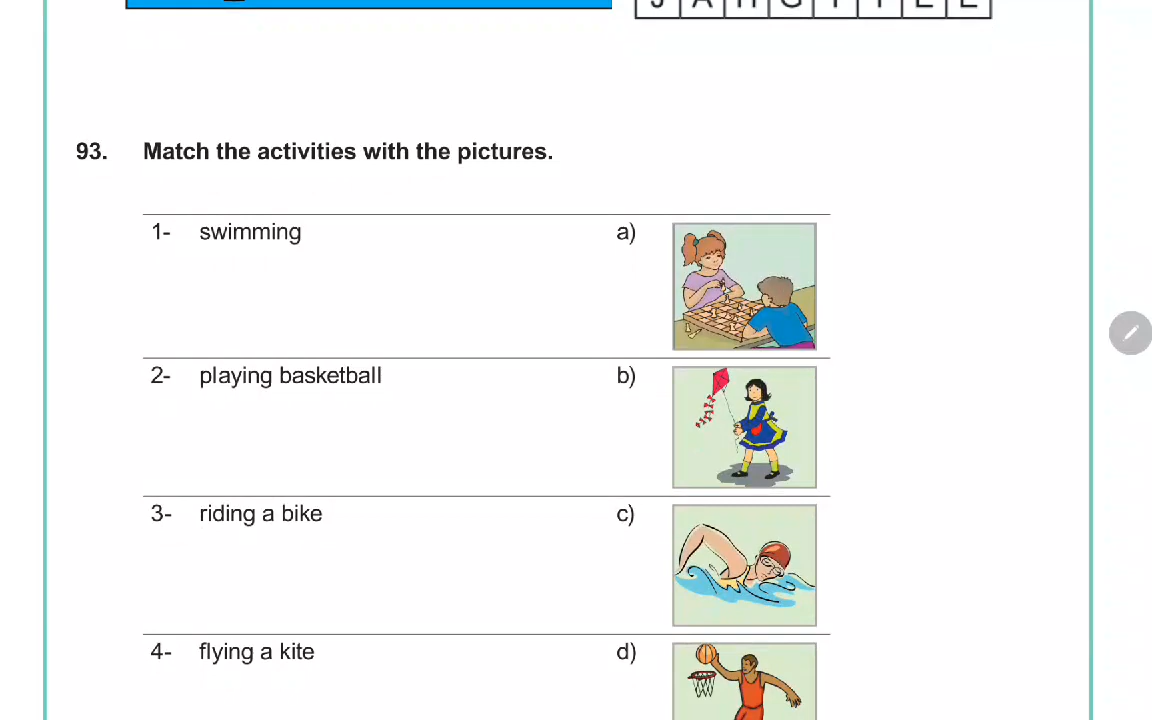 93. Match the activities with the pictures.
1- swimming a)
2- playing basketball b)
3- riding a bike c)
4- flying a kite d)